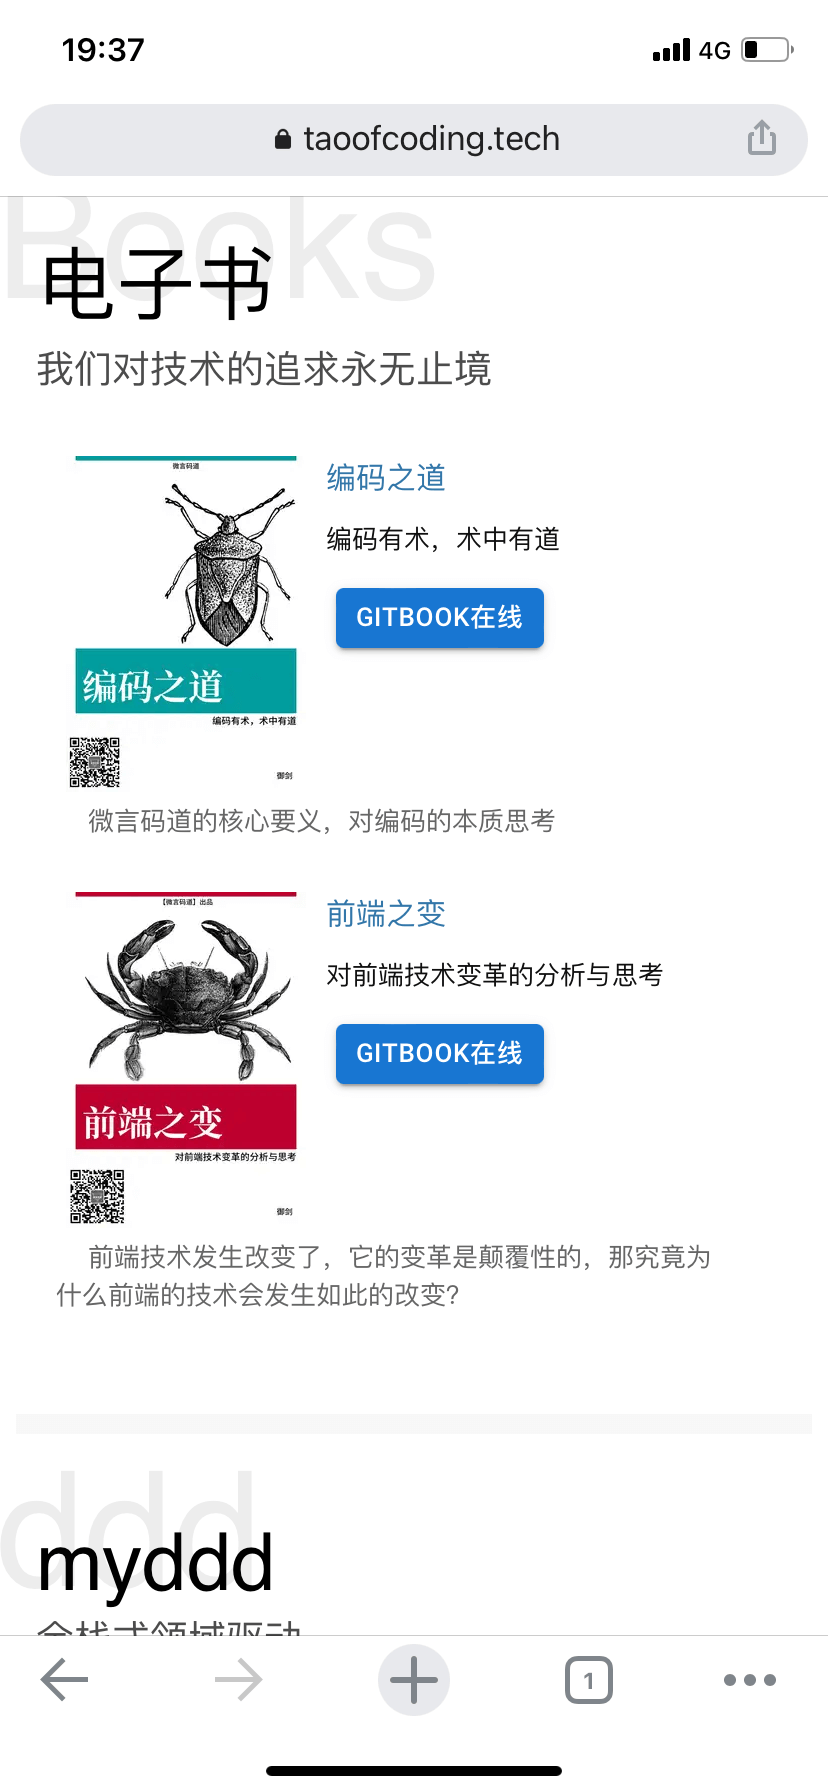 19:37
4G
taoofcoding.tech
Books
电子书
我们对技术的追求永无止境
微言码道
编码之道
编码有术，术中有道
御剑
编码之道
编码有术，术中有道
GITBOOK在线
微言码道的核心要义，对编码的本质思考
【微言码道】出品
前端之变
对前端技术变革的分析与思考
御剑
前端之变
对前端技术变革的分析与思考
GITBOOK在线
前端技术发生改变了，它的变革是颠覆性的，那究竟为
什么前端的技术会发生如此的改变?
ddd
myddd
全栈式领域驱动
1